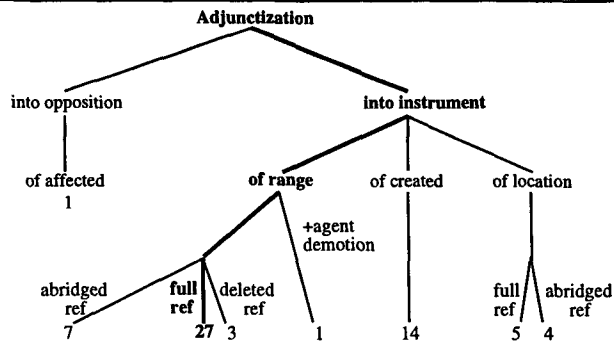 Adjunctization
into opposition
into instrument
of affected
1
of range
of created
of location
+agent
demotion
abridged
ref
full
ref
deleted
ref
full
ref
abridged
ref
7
27
3
1
14
5
4